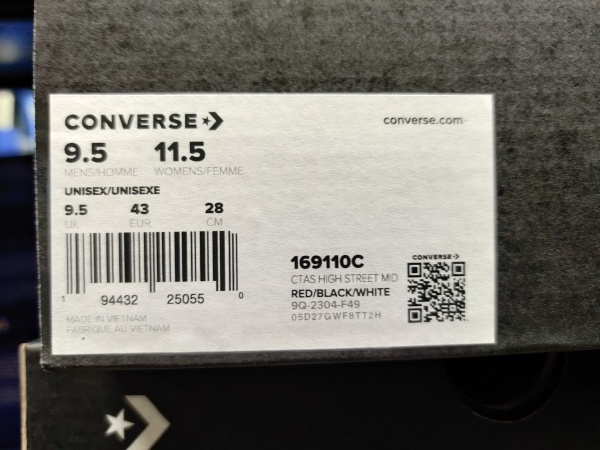 CONVERSE
converse.com
9.5 11.5
MENS/HOMME WOMENS/FEMME
UNISEX/UNISEXE
9.5 43 28
UK EUR CM
1 94432 25055 0
MADE IN VIETNAM
FABRIQUE AU VIETNAM
169110C
CTAS HIGH STREET MID
RED/BLACK/WHITE
9Q-2304-F49
05D27GWF8TT2H
CONVERSE